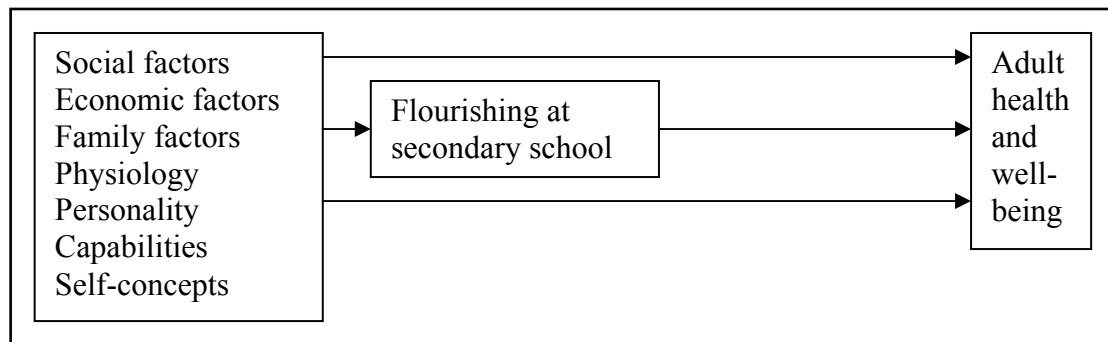 Social factors
Economic factors
Family factors
Physiology
Personality
Capabilities
Self-concepts
Flourishing at
secondary school
Adult
health
and
well-
being